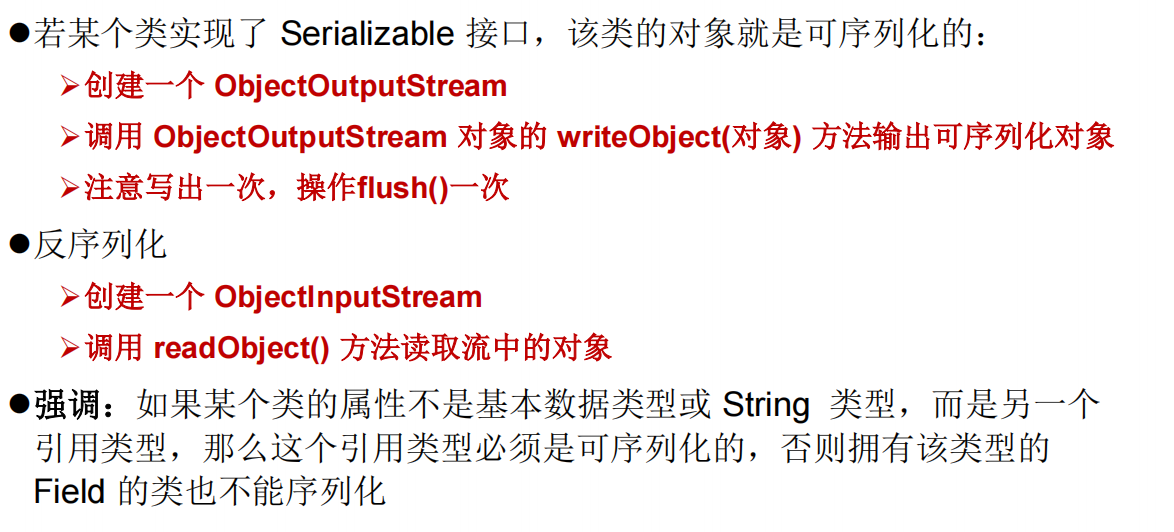 ●若某个类实现了 Serializable 接口，该类的对象就是可序列化的：
➢创建一个 ObjectOutputStream
➢调用 ObjectOutputStream 对象的 writeObject(对象) 方法输出可序列化对象
➢注意写出一次，操作flush()一次
●反序列化
➢创建一个 ObjectInputStream
➢调用 readObject() 方法读取流中的对象
●强调：如果某个类的属性不是基本数据类型或 String 类型，而是另一个
引用类型，那么这个引用类型必须是可序列化的，否则拥有该类型的
Field 的类也不能序列化